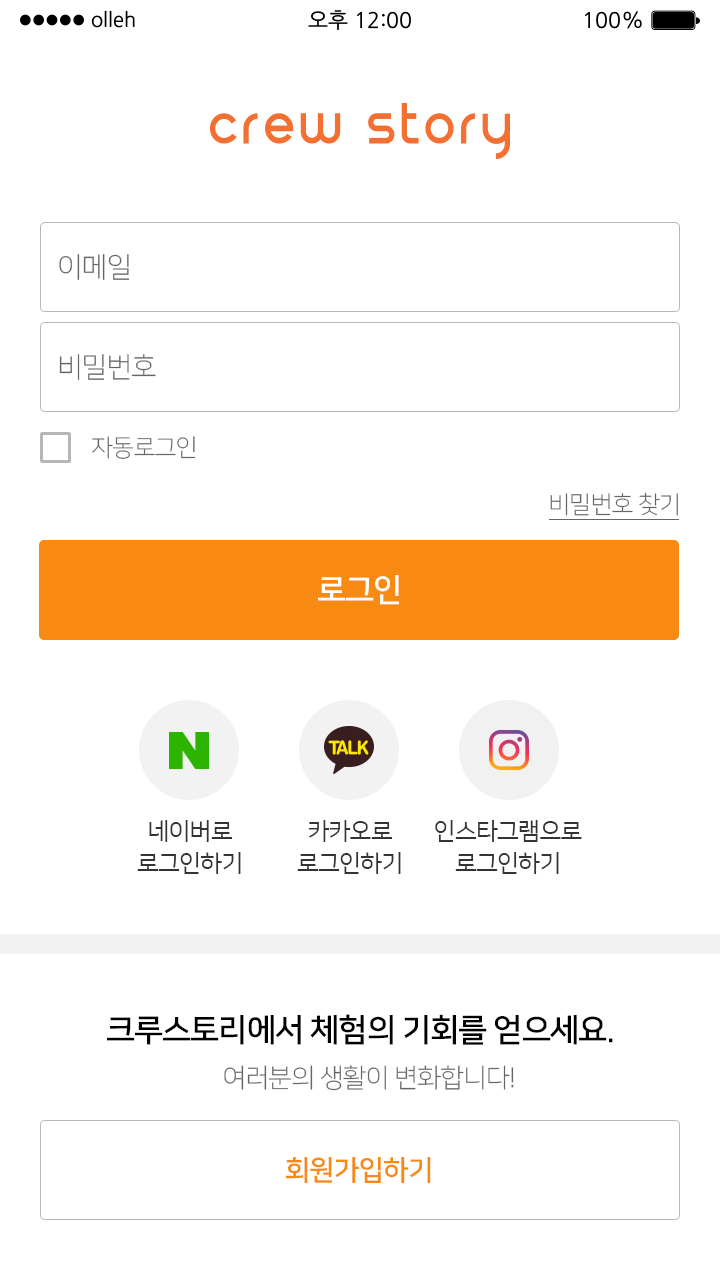 olleh 오후 12:00 100%
crew story
이메일
비밀번호
자동로그인
비밀번호 찾기
로그인
N TALK
네이버로 카카오로 인스타그램으로
로그인하기 로그인하기 로그인하기
크루스토리에서 체험의 기회를 얻으세요.
여러분의 생활이 변화합니다!
회원가입하기